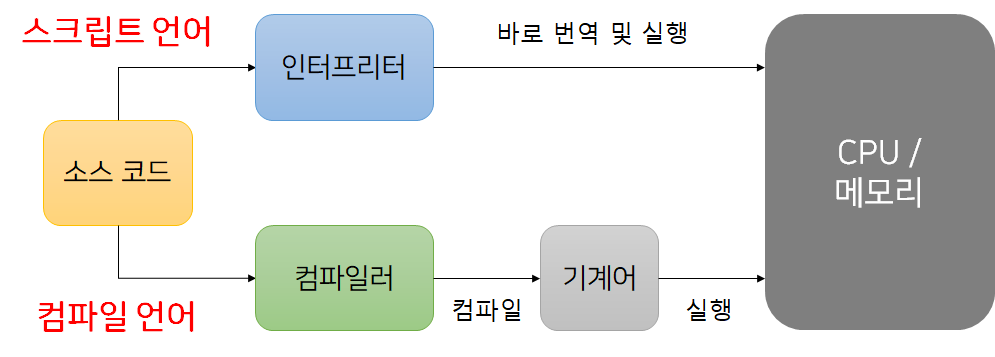 스크립트 언어
바로 번역 및 실행
인터프리터
소스 코드
CPU /
메모리
컴파일러
기계어
컴파일
실행
컴파일 언어